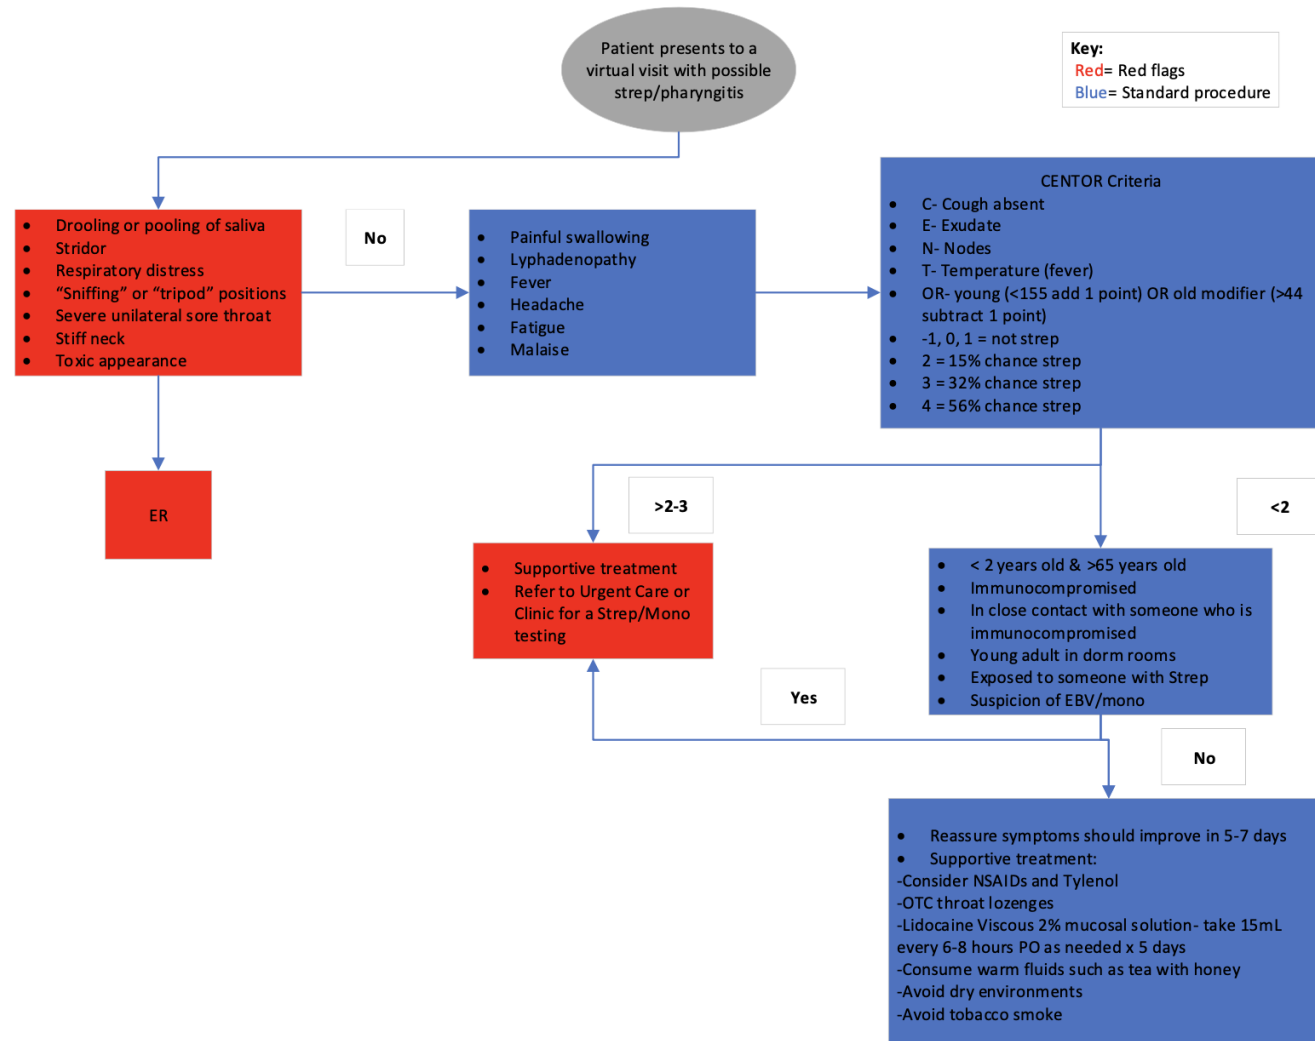 Patient presents to a
virtual visit with possible
strep/pharyngitis
Key:
Red= Red flags
Blue= Standard procedure
• Drooling or pooling of saliva
• Stridor
• Respiratory distress
• “Sniffing” or “tripod” positions
• Severe unilateral sore throat
• Stiff neck
• Toxic appearance
No
• Painful swallowing
• Lyphadenopathy
• Fever
• Headache
• Fatigue
• Malaise
CENTOR Criteria
• C- Cough absent
• E- Exudate
• N- Nodes
• T- Temperature (fever)
• OR- young (<155 add 1 point) OR old modifier (>44
subtract 1 point)
• -1, 0, 1 = not strep
• 2 = 15% chance strep
• 3 = 32% chance strep
• 4 = 56% chance strep
ER
>2-3
<2
• Supportive treatment
• Refer to Urgent Care or
Clinic for a Strep/Mono
testing
• < 2 years old & >65 years old
• Immunocompromised
• In close contact with someone who is
immunocompromised
• Young adult in dorm rooms
• Exposed to someone with Strep
• Suspicion of EBV/mono
Yes
No
• Reassure symptoms should improve in 5-7 days
• Supportive treatment:
-Consider NSAIDs and Tylenol
-OTC throat lozenges
-Lidocaine Viscous 2% mucosal solution- take 15mL
every 6-8 hours PO as needed x 5 days
-Consume warm fluids such as tea with honey
-Avoid dry environments
-Avoid tobacco smoke